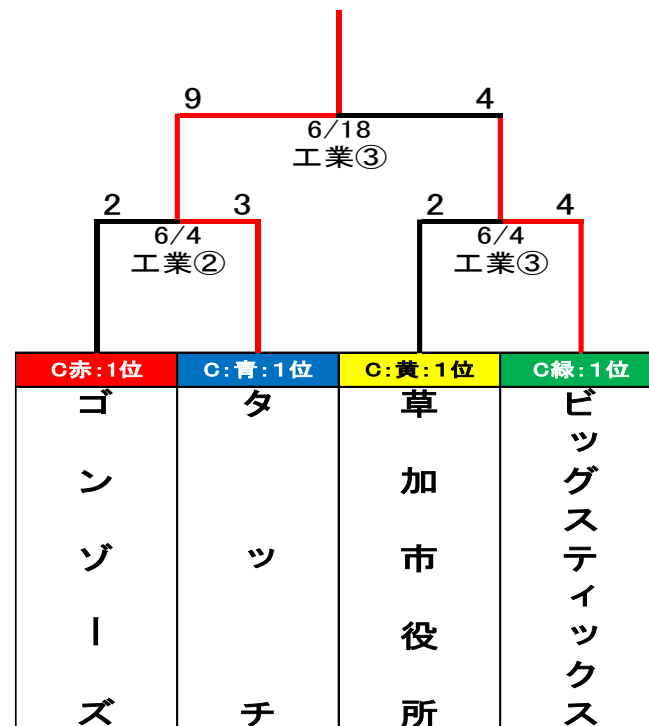 9 4
6/18
工業③
2 3 2 4
6/4 6/4
工業② 工業③
C赤:1位 C:青:1位 C:黄:1位 C緑:1位
ゴンゾーズ
タッチ
草加市役所
ビッグスティックス